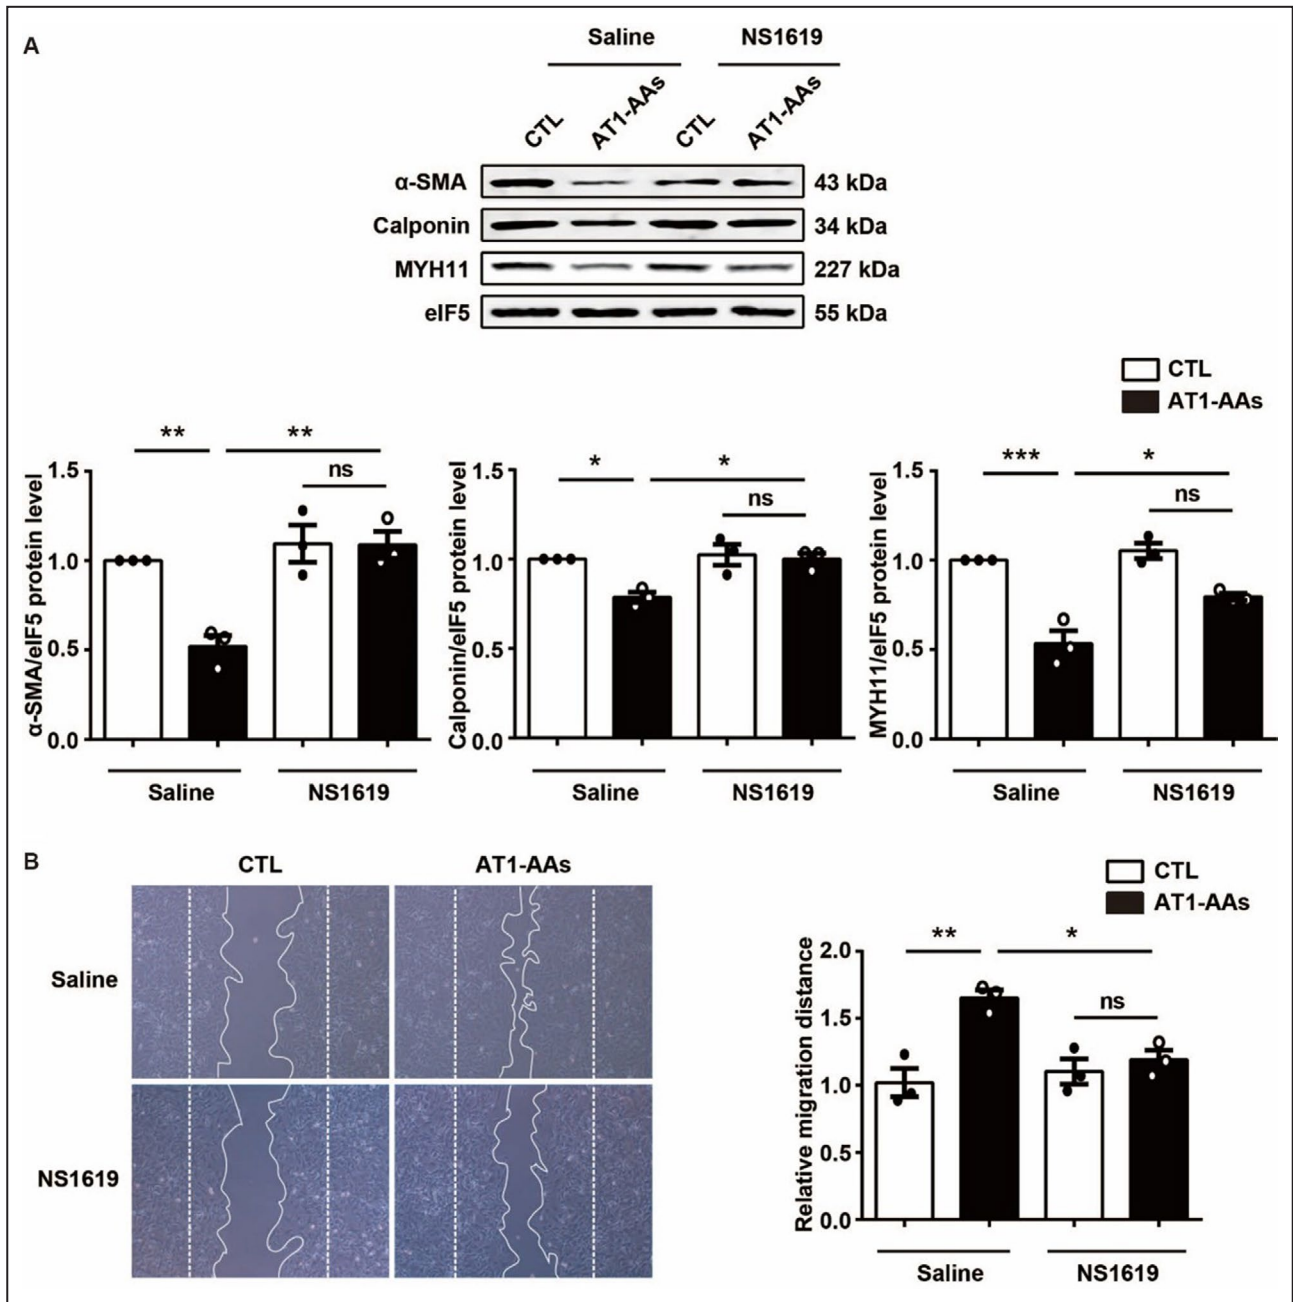 A
Saline NS1619
CTL AT1-AAs CTL AT1-AAs
α-SMA 43 kDa
Calponin 34 kDa
MYH11 227 kDa
eIF5 55 kDa
CTL
AT1-AAs
** **
ns
α-SMA/eIF5 protein level
1.5
1.0
0.5
0.0
Saline NS1619
* *
ns
Calponin/eIF5 protein level
1.5
1.0
0.5
0.0
Saline NS1619
*** *
ns
MYH11/eIF5 protein level
1.5
1.0
0.5
0.0
Saline NS1619
B
CTL AT1-AAs
Saline
NS1619
CTL
AT1-AAs
** *
ns
Relative migration distance
2.0
1.5
1.0
0.5
0.0
Saline NS1619